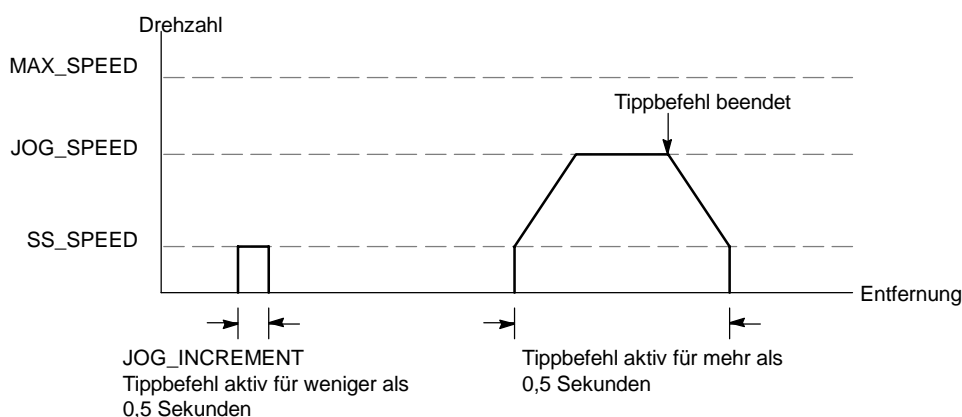 Drehzahl
MAX_SPEED
Tippbefehl beendet
JOG_SPEED
SS_SPEED
Entfernung
JOG_INCREMENT
Tippbefehl aktiv für weniger als
0,5 Sekunden
Tippbefehl aktiv für mehr als
0,5 Sekunden